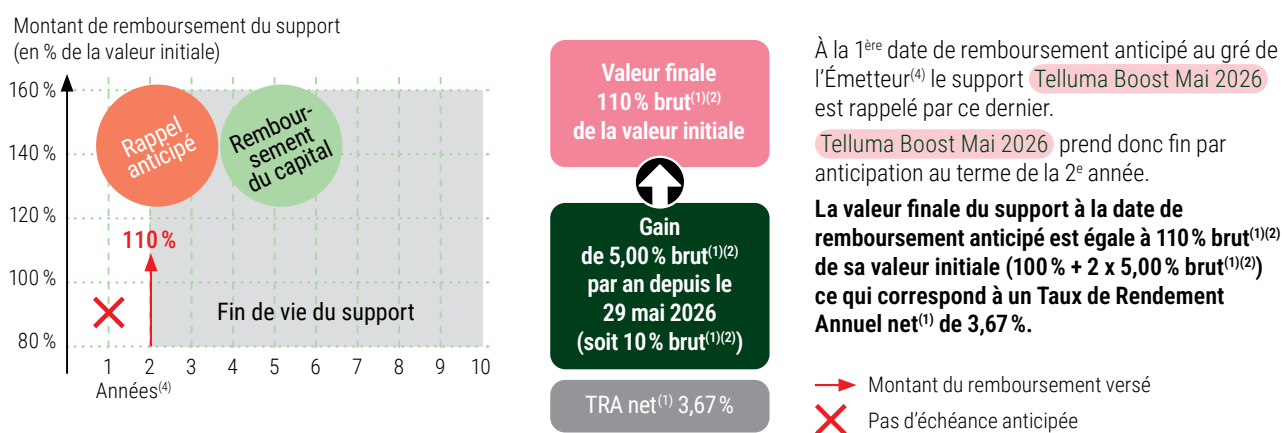 Montant de remboursement du support
(en % de la valeur initiale)
160 %
140 %
120 %
100 %
80 %
Rappel
anticipé
Rembour-
sement
du capital
110 %
Fin de vie du support
1 2 3 4 5 6 7 8 9 10
Années(4)
Valeur finale
110 % brut(1)(2)
de la valeur initiale
Gain
de 5,00 % brut(1)(2)
par an depuis le
29 mai 2026
(soit 10 % brut(1)(2))
TRA net(1) 3,67 %
À la 1ère date de remboursement anticipé au gré de
l'Émetteur(4) le support Telluma Boost Mai 2026
est rappelé par ce dernier.
Telluma Boost Mai 2026 prend donc fin par
anticipation au terme de la 2e année.
La valeur finale du support à la date de
remboursement anticipé est égale à 110 % brut(1)(2)
de sa valeur initiale (100 % + 2 x 5,00 % brut(1)(2))
ce qui correspond à un Taux de Rendement
Annuel net(1) de 3,67 %.
Montant du remboursement versé
Pas d'échéance anticipée